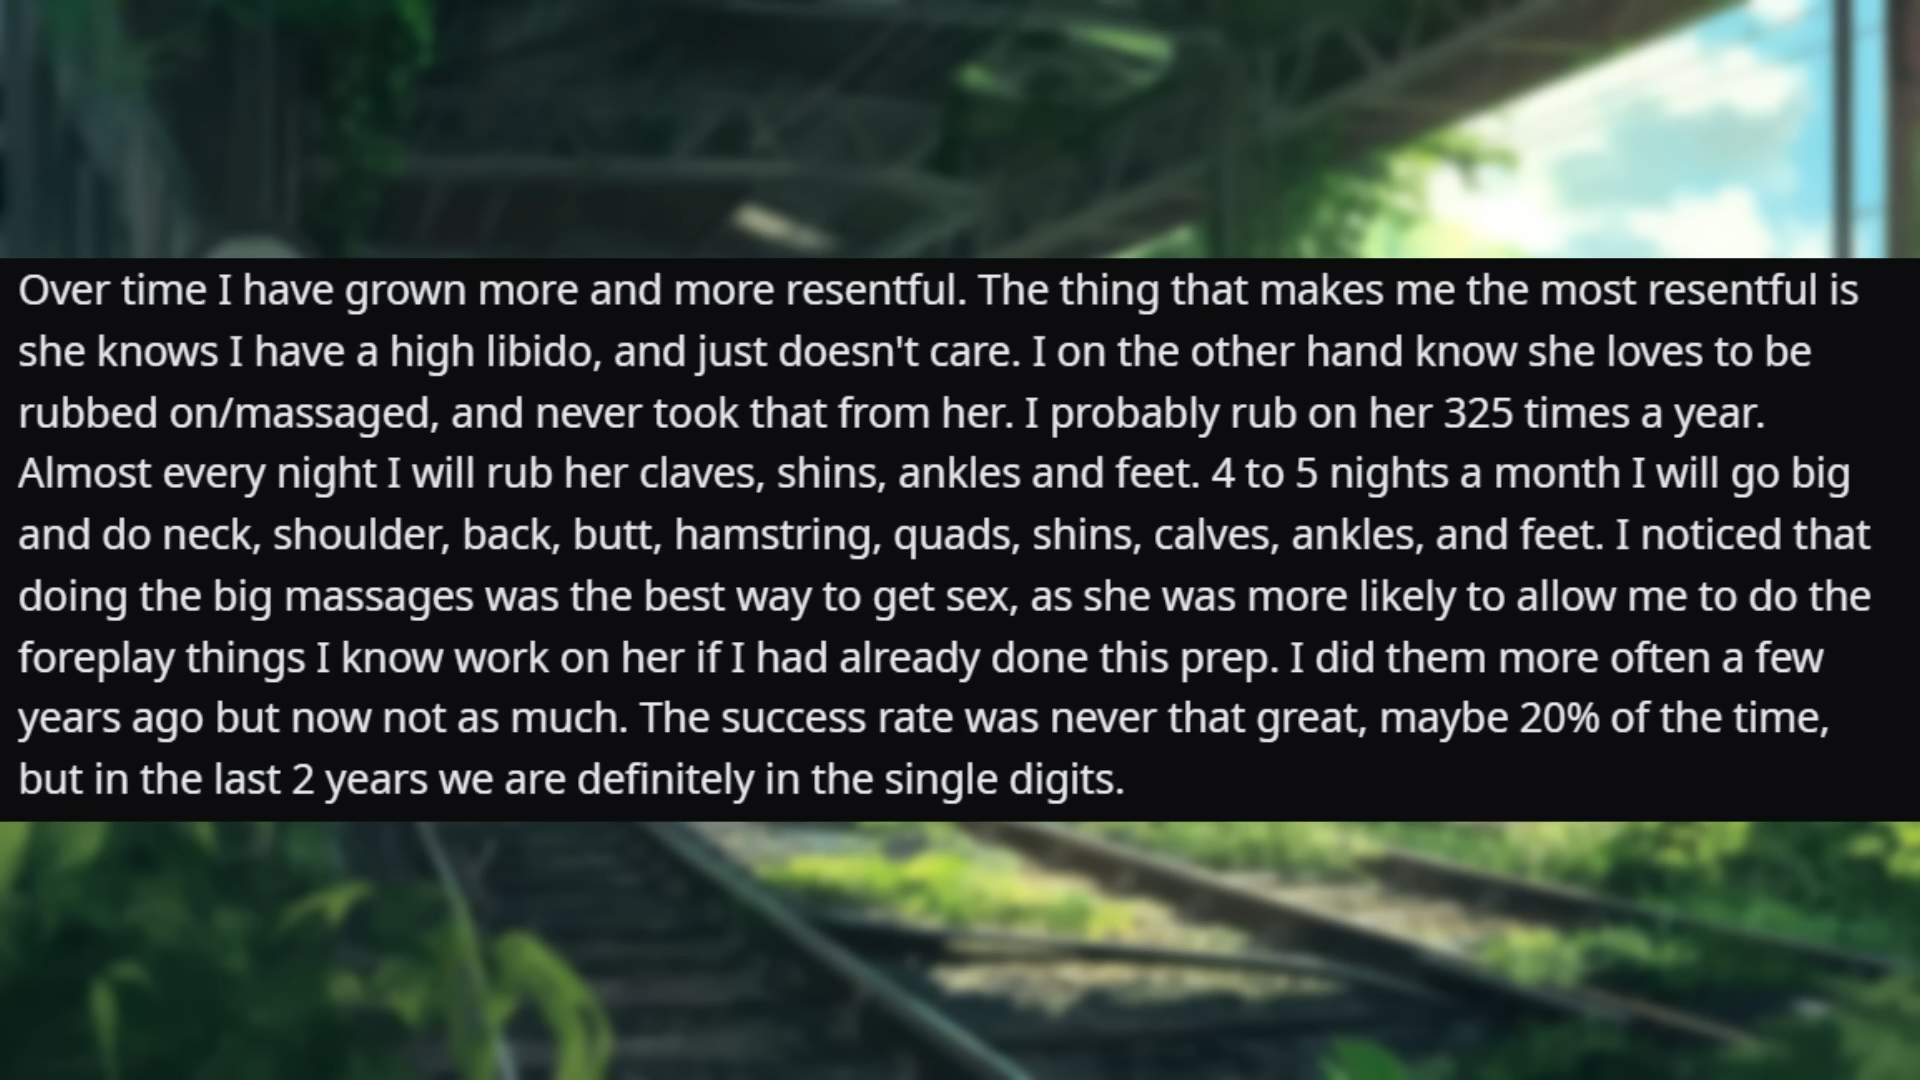 Over time I have grown more and more resentful. The thing that makes me the most resentful is
she knows I have a high libido, and just doesn't care. I on the other hand know she loves to be
rubbed on/massaged, and never took that from her. I probably rub on her 325 times a year.
Almost every night I will rub her claves, shins, ankles and feet. 4 to 5 nights a month I will go big
and do neck, shoulder, back, butt, hamstring, quads, shins, calves, ankles, and feet. I noticed that
doing the big massages was the best way to get sex, as she was more likely to allow me to do the
foreplay things I know work on her if I had already done this prep. I did them more often a few
years ago but now not as much. The success rate was never that great, maybe 20% of the time,
but in the last 2 years we are definitely in the single digits.